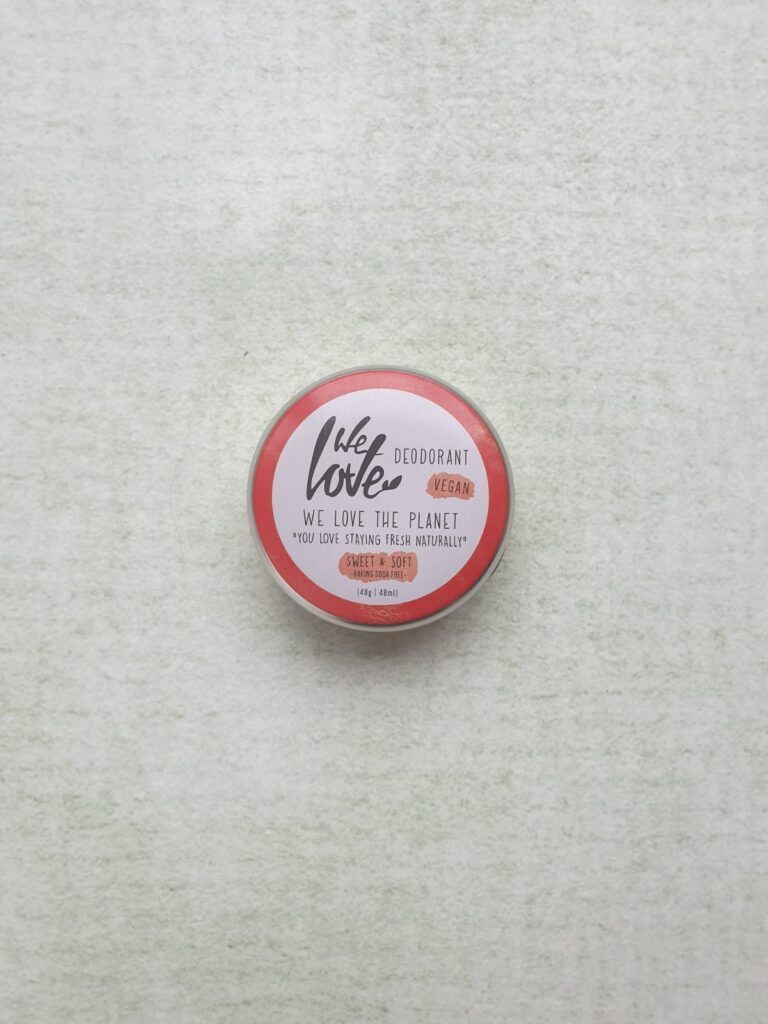 We
love
DEODORANT
VEGAN
WE LOVE THE PLANET
"YOU LOVE STAYING FRESH NATURALLY"
SWEET & SOFT
-BAKING SODA FREE-
(48g | 48ml)